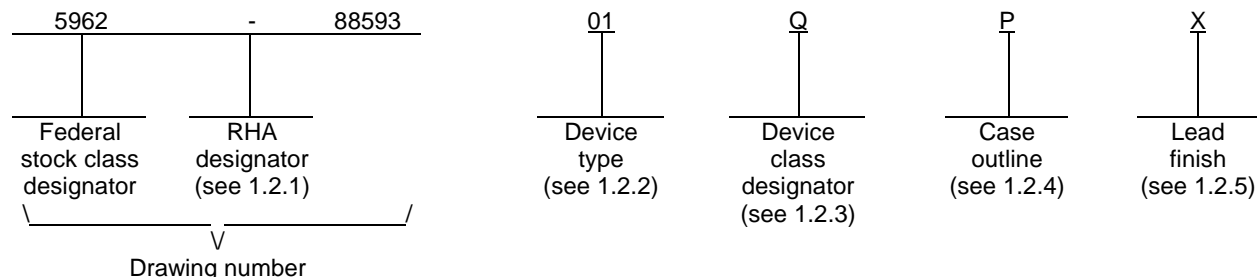 5962 - 88593 01 Q P X
Federal stock class designator
RHA designator (see 1.2.1)
Device type (see 1.2.2)
Device class designator (see 1.2.3)
Case outline (see 1.2.4)
Lead finish (see 1.2.5)
\ /
\/
Drawing number